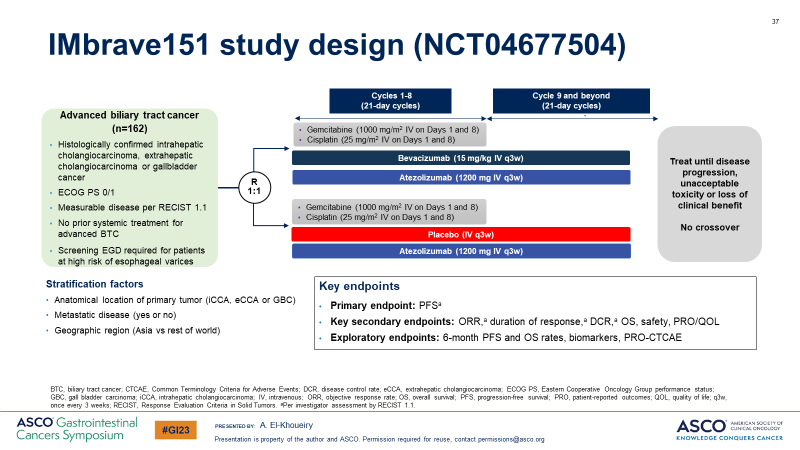 37
IMbrave151 study design (NCT04677504)
Cycles 1-8
(21-day cycles)
Cycle 9 and beyond
(21-day cycles)
Advanced biliary tract cancer
(n=162)
• Histologically confirmed intrahepatic
cholangiocarcinoma, extrahepatic
cholangiocarcinoma or gallbladder
cancer
• ECOG PS 0/1
• Measurable disease per RECIST 1.1
• No prior systemic treatment for
advanced BTC
• Screening EGD required for patients
at high risk of esophageal varices
R
1:1
• Gemcitabine (1000 mg/m² IV on Days 1 and 8)
• Cisplatin (25 mg/m² IV on Days 1 and 8)
Bevacizumab (15 mg/kg IV q3w)
Atezolizumab (1200 mg IV q3w)
• Gemcitabine (1000 mg/m² IV on Days 1 and 8)
• Cisplatin (25 mg/m² IV on Days 1 and 8)
Placebo (IV q3w)
Atezolizumab (1200 mg IV q3w)
Treat until disease
progression,
unacceptable
toxicity or loss of
clinical benefit
No crossover
Stratification factors
• Anatomical location of primary tumor (iCCA, eCCA or GBC)
• Metastatic disease (yes or no)
• Geographic region (Asia vs rest of world)
Key endpoints
• Primary endpoint: PFSᵃ
• Key secondary endpoints: ORR,ᵃ duration of response,ᵃ DCR,ᵃ OS, safety, PRO/QOL
• Exploratory endpoints: 6-month PFS and OS rates, biomarkers, PRO-CTCAE
BTC, biliary tract cancer; CTCAE, Common Terminology Criteria for Adverse Events; DCR, disease control rate; eCCA, extrahepatic cholangiocarcinoma; ECOG PS, Eastern Cooperative Oncology Group performance status;
GBC, gall bladder carcinoma; iCCA, intrahepatic cholangiocarcinoma; IV, intravenous; ORR, objective response rate; OS, overall survival; PFS, progression-free survival; PRO, patient-reported outcomes; QOL, quality of life; q3w,
once every 3 weeks; RECIST, Response Evaluation Criteria in Solid Tumors. ᵃPer investigator assessment by RECIST 1.1.
ASCO Gastrointestinal
Cancers Symposium
#GI23
PRESENTED BY: A. El-Khoueiry
Presentation is property of the author and ASCO. Permission required for reuse, contact permissions@asco.org
ASCO AMERICAN SOCIETY OF
CLINICAL ONCOLOGY
KNOWLEDGE CONQUERS CANCER